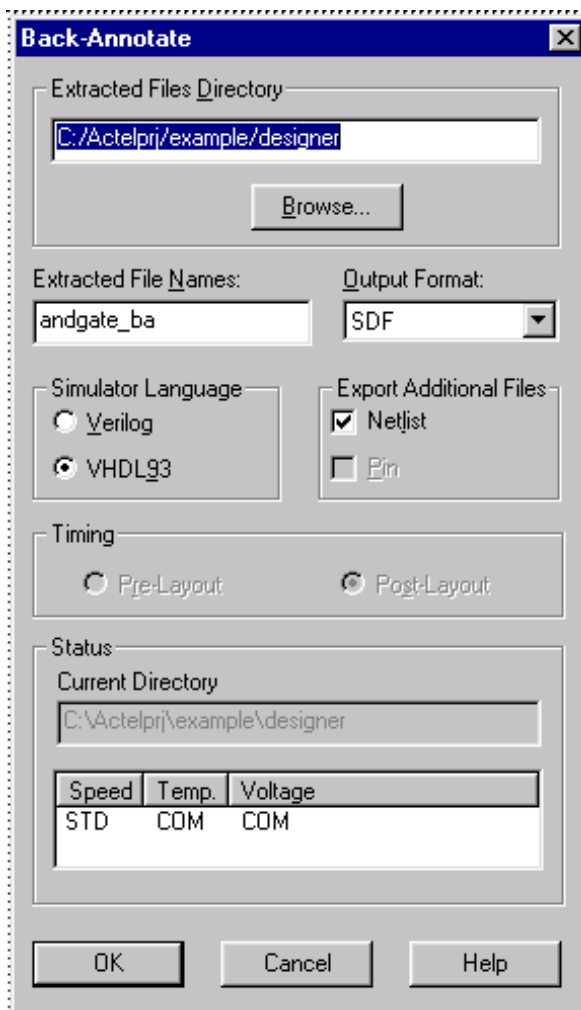 Back-Annotate
Extracted Files Directory
C:/Actelprj/example/designer
Browse...
Extracted File Names:
Output Format:
andgate_ba
SDF
Simulator Language
Export Additional Files
Verilog
Netlist
VHDL93
Pin
Timing
Pre-Layout
Post-Layout
Status
Current Directory
C:\Actelprj\example\designer
Speed Temp. Voltage
STD COM COM
OK
Cancel
Help